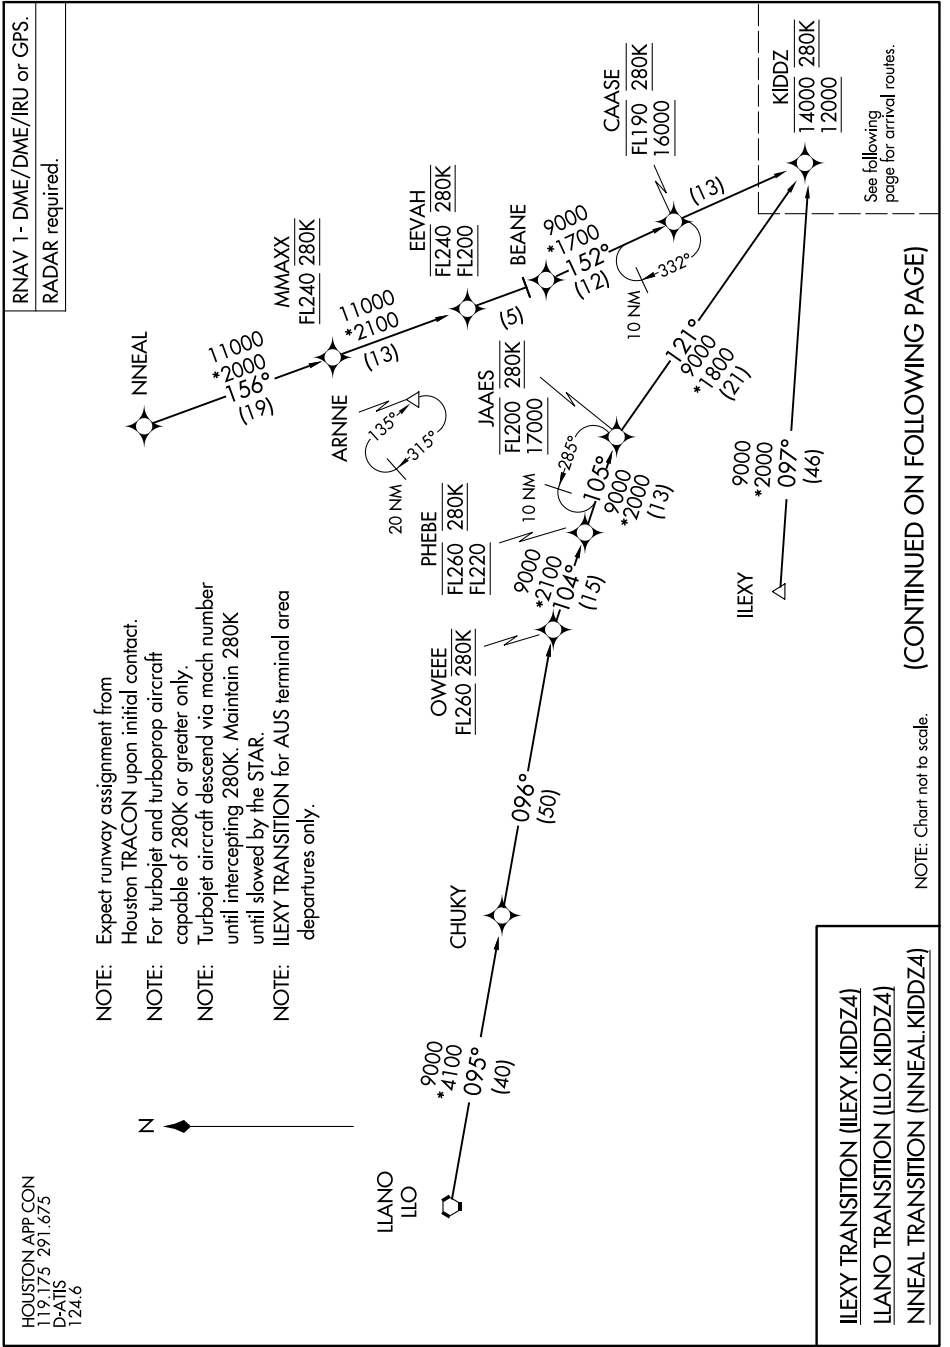 HOUSTON APP CON
119.175 291.675
D-ATIS
124.6
RNAV 1- DME/DME/IRU or GPS.
RADAR required.
N
NOTE: Expect runway assignment from
Houston TRACON upon initial contact.
NOTE: For turbojet and turboprop aircraft
capable of 280K or greater only.
NOTE: Turbojet aircraft descend via mach number
until intercepting 280K. Maintain 280K
until slowed by the STAR.
NOTE: ILEXY TRANSITION for AUS terminal area
departures only.
NNEAL
11000
*2000
156°
(19)
MMAXX
FL240 280K
11000
*2100
(13)
EEVAH
FL240 280K
FL200
(5)
BEANE
9000
*1700
152°
(12)
CAASE
FL190 280K
16000
10 NM
332°
(13)
KIDDZ
14000 280K
12000
See following
page for arrival routes.
ARNNE
135°
315°
20 NM
LLANO
LLO
9000
*4100
095°
(40)
CHUKY
096°
(50)
OWEEE
FL260 280K
9000
*2100
104°
(15)
PHEBE
FL260 280K
FL220
10 NM
285°
105°
9000
*2000
(13)
JAAES
FL200 280K
17000
121°
9000
*1800
(21)
ILEXY
9000
*2000
097°
(46)
(CONTINUED ON FOLLOWING PAGE)
NOTE: Chart not to scale.
ILEXY TRANSITION (ILEXY.KIDDZ4)
LLANO TRANSITION (LLO.KIDDZ4)
NNEAL TRANSITION (NNEAL.KIDDZ4)